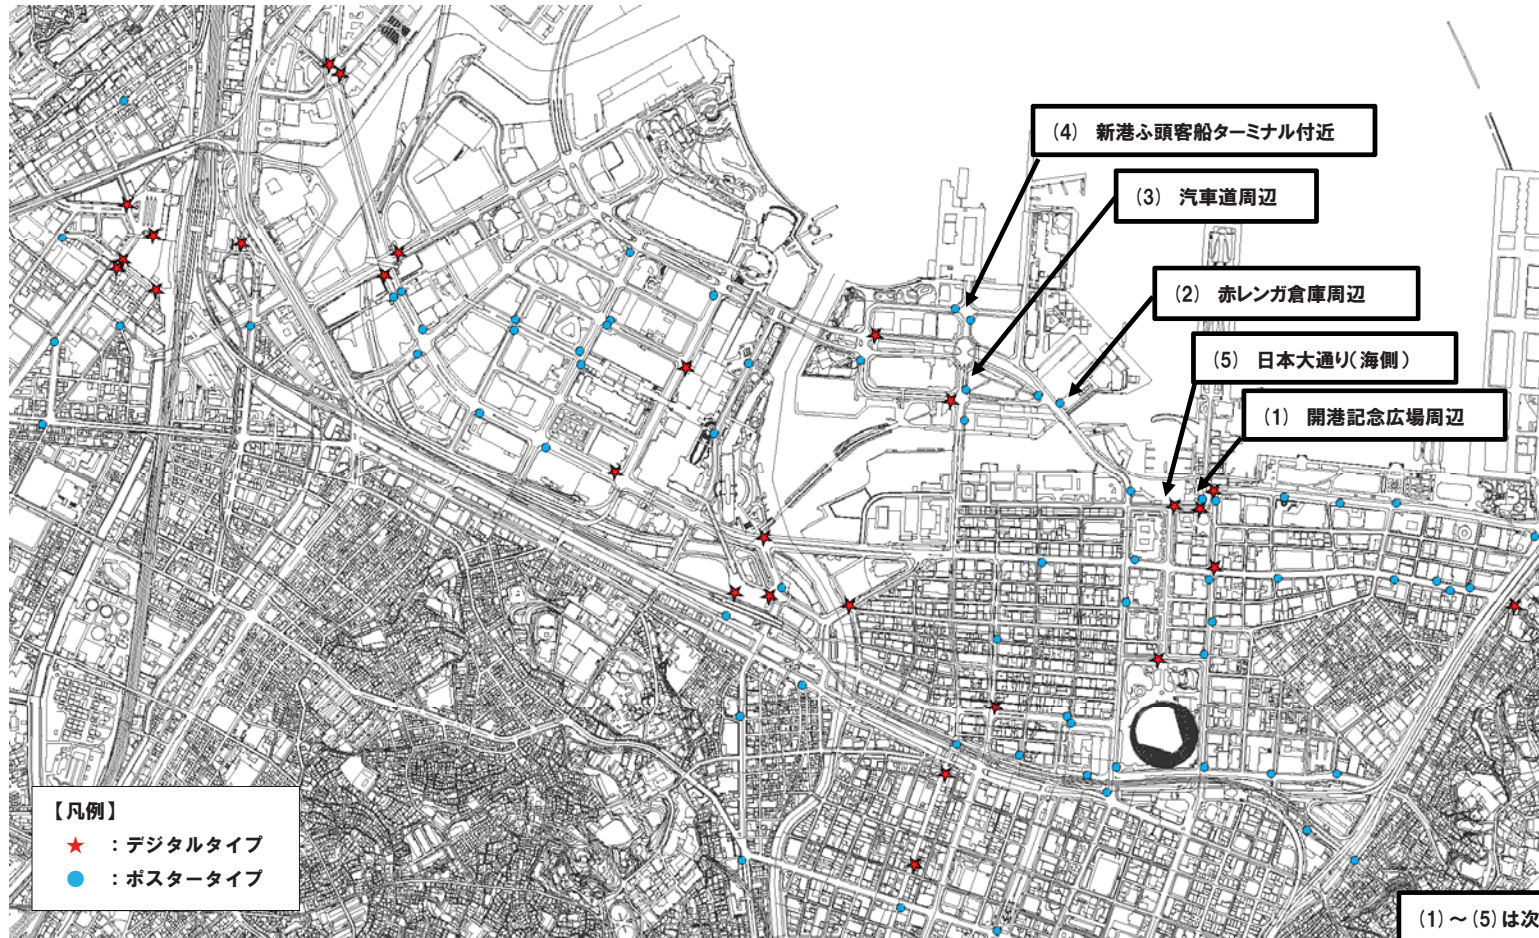 (4) 新港ふ頭客船ターミナル付近
(3) 汽車道周辺
(2) 赤レンガ倉庫周辺
(5) 日本大通り(海側)
(1) 開港記念広場周辺
【凡例】
★ :デジタルタイプ
● :ポスタータイプ
(1)～(5)は次